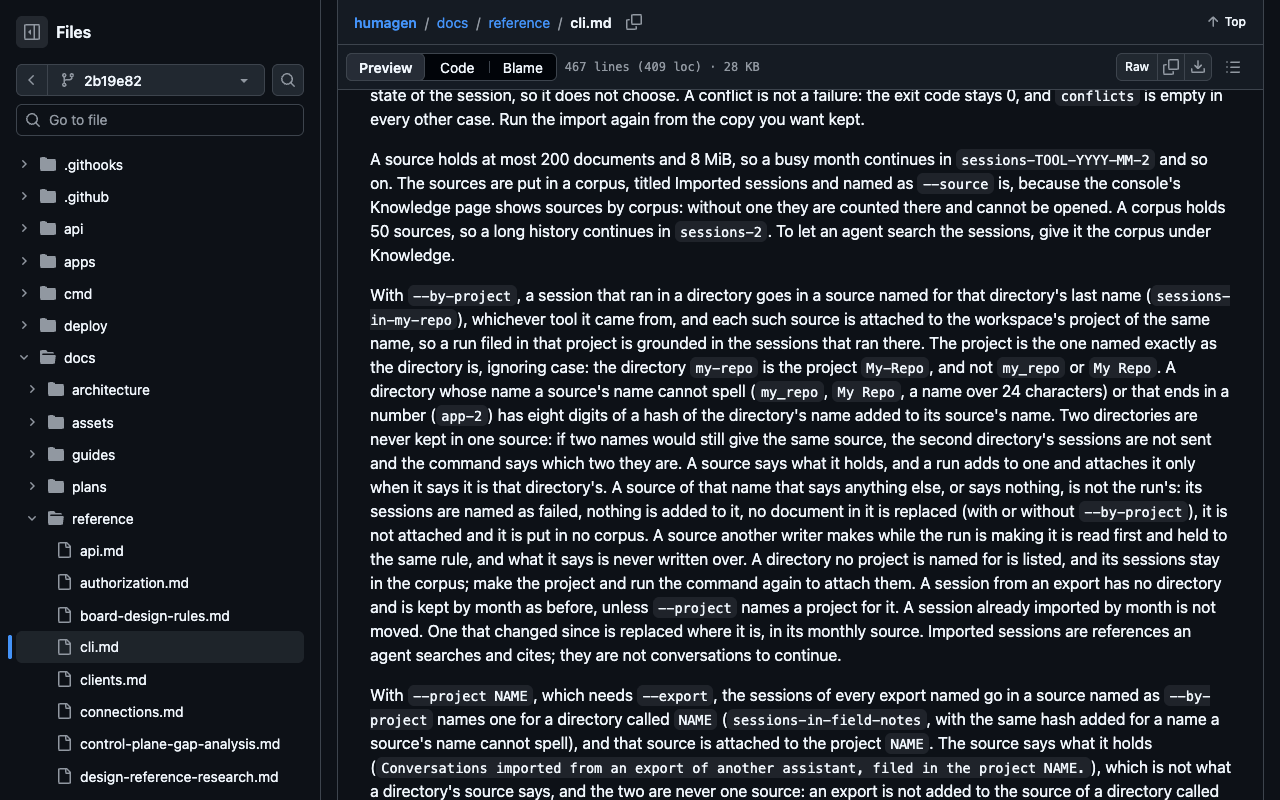 Files
humagen / docs / reference / cli.md
Top
2b19e82
Preview Code Blame 467 lines (409 loc) · 28 KB
Raw
Go to file
.githooks
.github
api
apps
cmd
deploy
docs
architecture
assets
guides
plans
reference
api.md
authorization.md
board-design-rules.md
cli.md
clients.md
connections.md
control-plane-gap-analysis.md
design-reference-research.md
state of the session, so it does not choose. A conflict is not a failure: the exit code stays 0, and conflicts is empty in
every other case. Run the import again from the copy you want kept.
A source holds at most 200 documents and 8 MiB, so a busy month continues in sessions-TOOL-YYYY-MM-2 and so
on. The sources are put in a corpus, titled Imported sessions and named as --source is, because the console's
Knowledge page shows sources by corpus: without one they are counted there and cannot be opened. A corpus holds
50 sources, so a long history continues in sessions-2. To let an agent search the sessions, give it the corpus under
Knowledge.
With --by-project, a session that ran in a directory goes in a source named for that directory's last name (sessions-
in-my-repo), whichever tool it came from, and each such source is attached to the workspace's project of the same
name, so a run filed in that project is grounded in the sessions that ran there. The project is the one named exactly as
the directory is, ignoring case: the directory my-repo is the project My-Repo, and not my_repo or My Repo. A
directory whose name a source's name cannot spell (my_repo, My Repo, a name over 24 characters) or that ends in a
number (app-2) has eight digits of a hash of the directory's name added to its source's name. Two directories are
never kept in one source: if two names would still give the same source, the second directory's sessions are not sent
and the command says which two they are. A source says what it holds, and a run adds to one and attaches it only
when it says it is that directory's. A source of that name that says anything else, or says nothing, is not the run's: its
sessions are named as failed, nothing is added to it, no document in it is replaced (with or without --by-project), it is
not attached and it is put in no corpus. A source another writer makes while the run is making it is read first and held to
the same rule, and what it says is never written over. A directory no project is named for is listed, and its sessions stay
in the corpus; make the project and run the command again to attach them. A session from an export has no directory
and is kept by month as before, unless --project names a project for it. A session already imported by month is not
moved. One that changed since is replaced where it is, in its monthly source. Imported sessions are references an
agent searches and cites; they are not conversations to continue.
With --project NAME, which needs --export, the sessions of every export named go in a source named as --by-
project names one for a directory called NAME (sessions-in-field-notes, with the same hash added for a name a
source's name cannot spell), and that source is attached to the project NAME. The source says what it holds
(Conversations imported from an export of another assistant, filed in the project NAME.), which is not what
a directory's source says, and the two are never one source: an export is not added to the source of a directory called